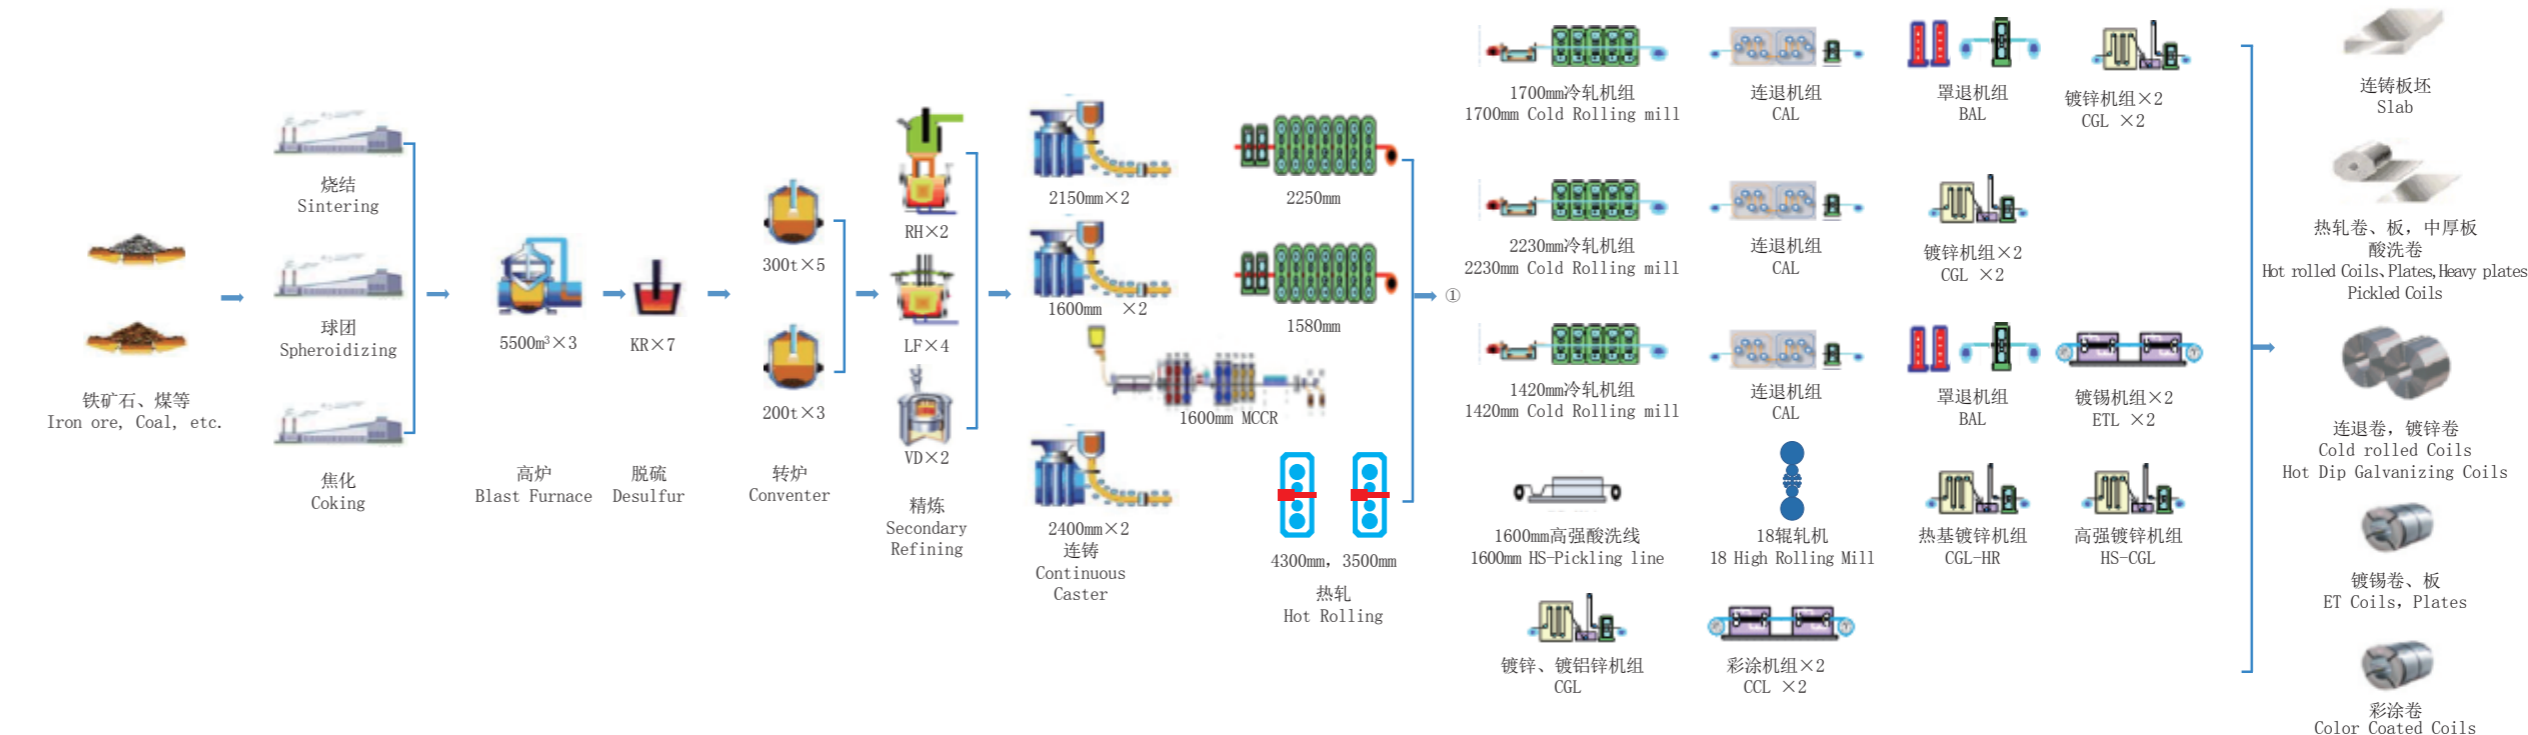 铁矿石、煤等
Iron ore, Coal, etc.
烧结
Sintering
球团
Spheroidizing
焦化
Coking
5500m³×3
高炉
Blast Furnace
KR×7
脱硫
Desulfur
300t×5
200t×3
转炉
Conventer
RH×2
LF×4
VD×2
精炼
Secondary
Refining
2150mm×2
1600mm ×2
2400mm×2
连铸
Continuous
Caster
2250mm
1580mm
1600mm MCCR
4300mm, 3500mm
热轧
Hot Rolling
①
1700mm冷轧机组
1700mm Cold Rolling mill
连退机组
CAL
罩退机组
BAL
镀锌机组×2
CGL ×2
2230mm冷轧机组
2230mm Cold Rolling mill
连退机组
CAL
镀锌机组×2
CGL ×2
1420mm冷轧机组
1420mm Cold Rolling mill
连退机组
CAL
罩退机组
BAL
镀锡机组×2
ETL ×2
1600mm高强酸洗线
1600mm HS-Pickling line
18辊轧机
18 High Rolling Mill
热基镀锌机组
CGL-HR
高强镀锌机组
HS-CGL
镀锌、镀铝锌机组
CGL
彩涂机组×2
CCL ×2
连铸板坯
Slab
热轧卷、板，中厚板
酸洗卷
Hot rolled Coils、Plates,Heavy plates
Pickled Coils
连退卷，镀锌卷
Cold rolled Coils
Hot Dip Galvanizing Coils
镀锡卷、板
ET Coils, Plates
彩涂卷
Color Coated Coils